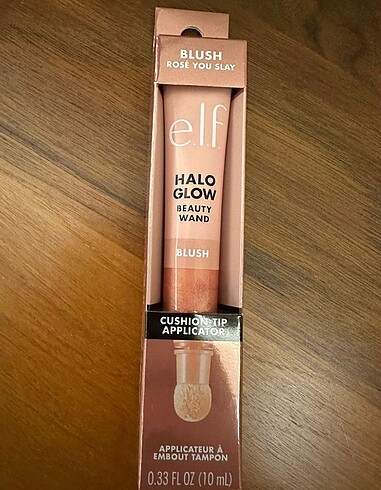 BLUSH
ROSÉ YOU SLAY
e.l.f.
HALO
GLOW
BEAUTY
WAND
BLUSH
CUSHION-TIP
APPLICATOR
APPLICATEUR À
EMBOUT TAMPON
0.33 FL OZ (10 mL)